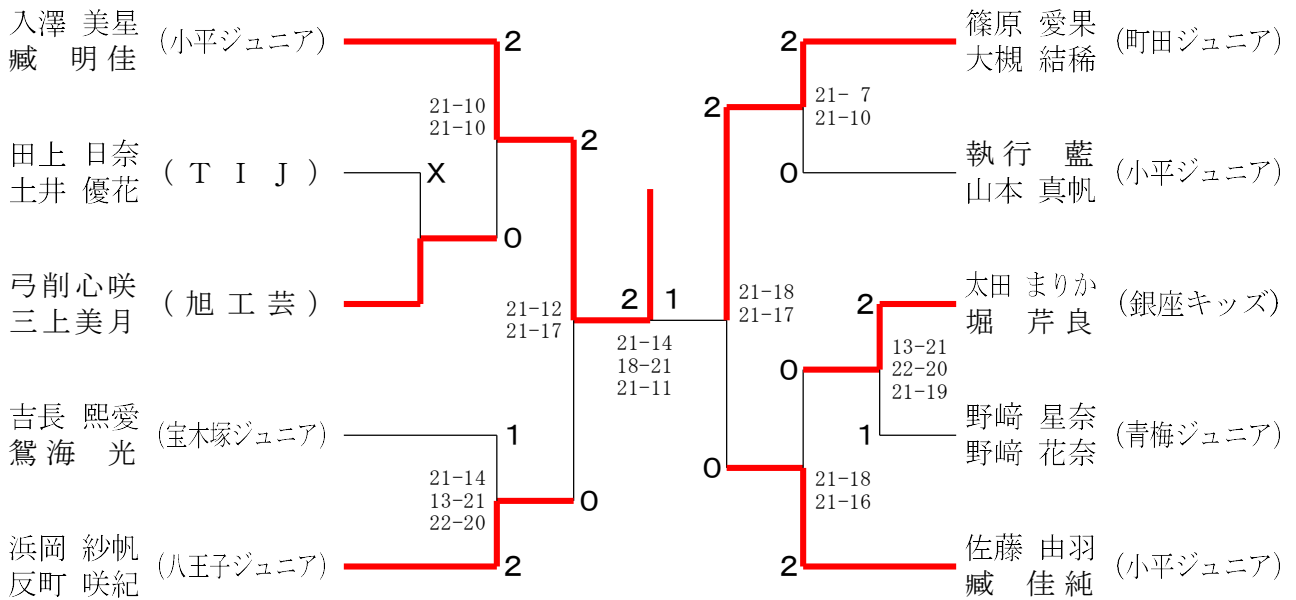 入澤 美星
臧 明佳
(小平ジュニア)
田上 日奈
土井 優花
(ＴＩＪ)
弓削心咲
三上美月
(旭工芸)
吉長 熙愛
鴛海 光
(宝木塚ジュニア)
浜岡 紗帆
反町 咲紀
(八王子ジュニア)
2
21-10
21-10
X
0
2
21-12
21-17
1
21-14
13-21
22-20
0
2
2 1
21-14
18-21
21-11
2
21- 7
21-10
2
0
21-18
21-17
2
0
13-21
22-20
21-19
1
0
21-18
21-16
2
篠原 愛果
大槻 結稀
(町田ジュニア)
執行 藍
山本 真帆
(小平ジュニア)
太田 まりか
堀 芹良
(銀座キッズ)
野﨑 星奈
野﨑 花奈
(青梅ジュニア)
佐藤 由羽
臧 佳純
(小平ジュニア)